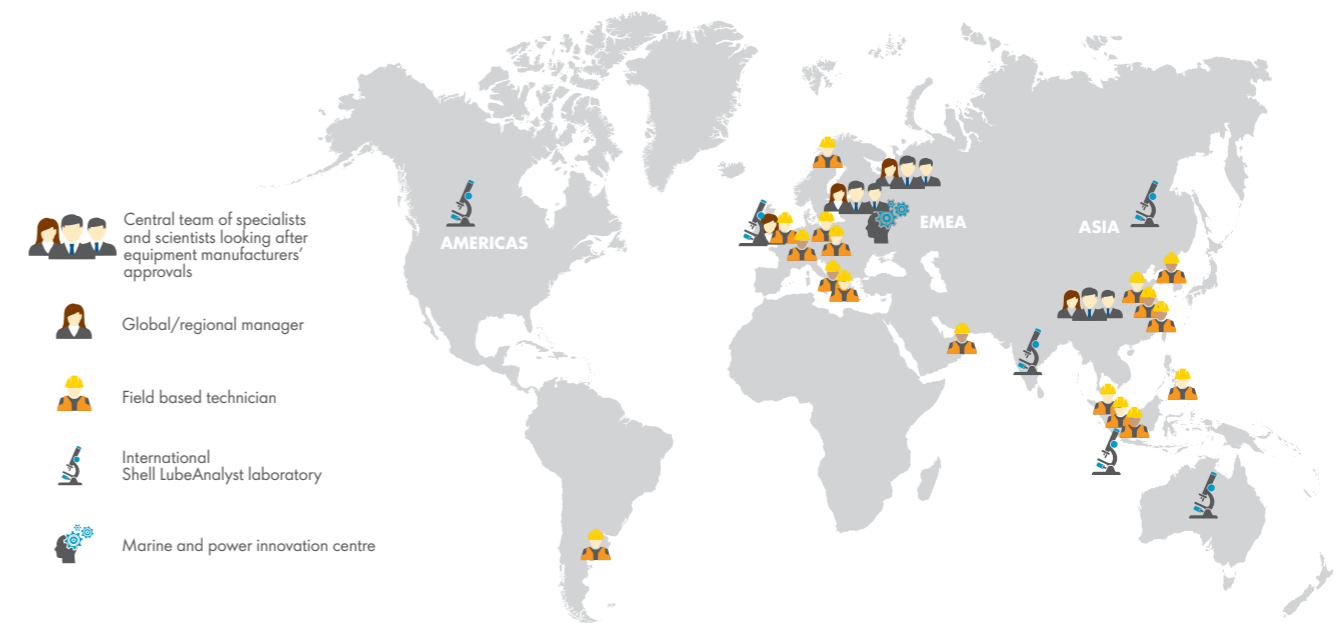 Central team of specialists
and scientists looking after
equipment manufacturers’
approvals
Global/regional manager
Field based technician
International
Shell LubeAnalyst laboratory
Marine and power innovation centre
AMERICAS
EMEA
ASIA